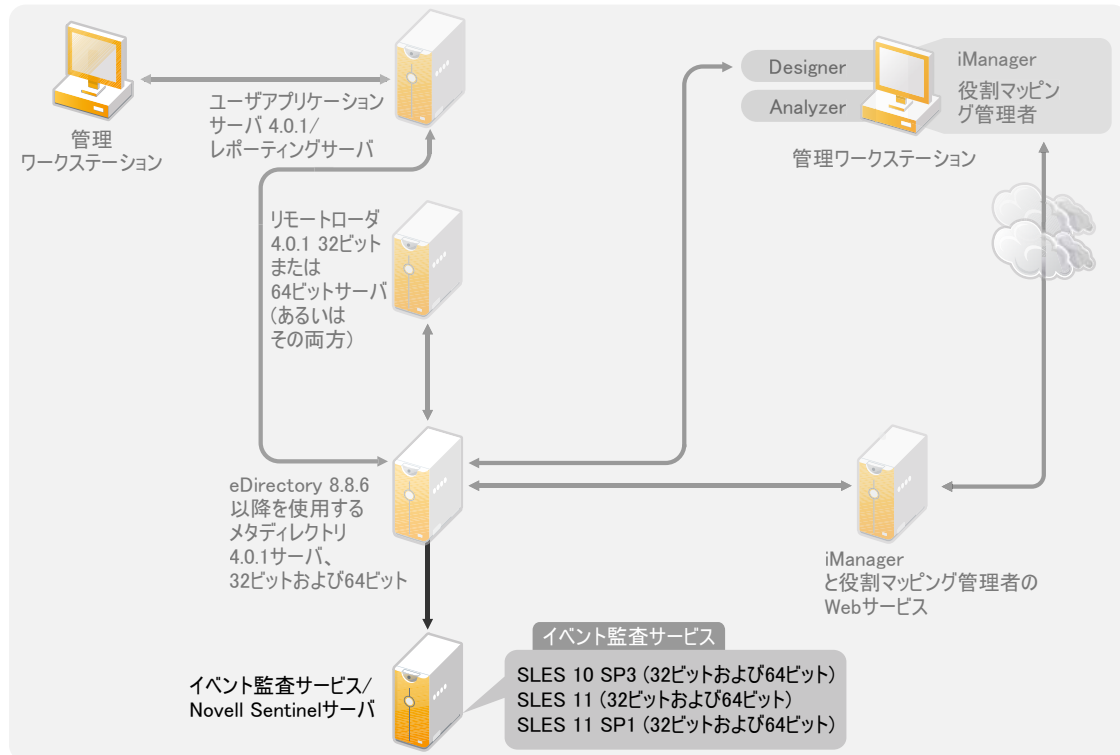 管理
ワークステーション
ユーザアプリケーション
サーバ 4.0.1/
レポーティングサーバ
Designer
Analyzer
iManager
役割マッピン
グ管理者
管理ワークステーション
リモートローダ
4.0.1 32ビット
または
64ビットサーバ
(あるいは
その両方)
eDirectory 8.8.6
以降を使用する
メタディレクトリ
4.0.1サーバ、
32ビットおよび64ビット
iManager
と役割マッピング管理者の
Webサービス
イベント監査サービス/
Novell Sentinelサーバ
イベント監査サービス
SLES 10 SP3 (32ビットおよび64ビット)
SLES 11 (32ビットおよび64ビット)
SLES 11 SP1 (32ビットおよび64ビット)